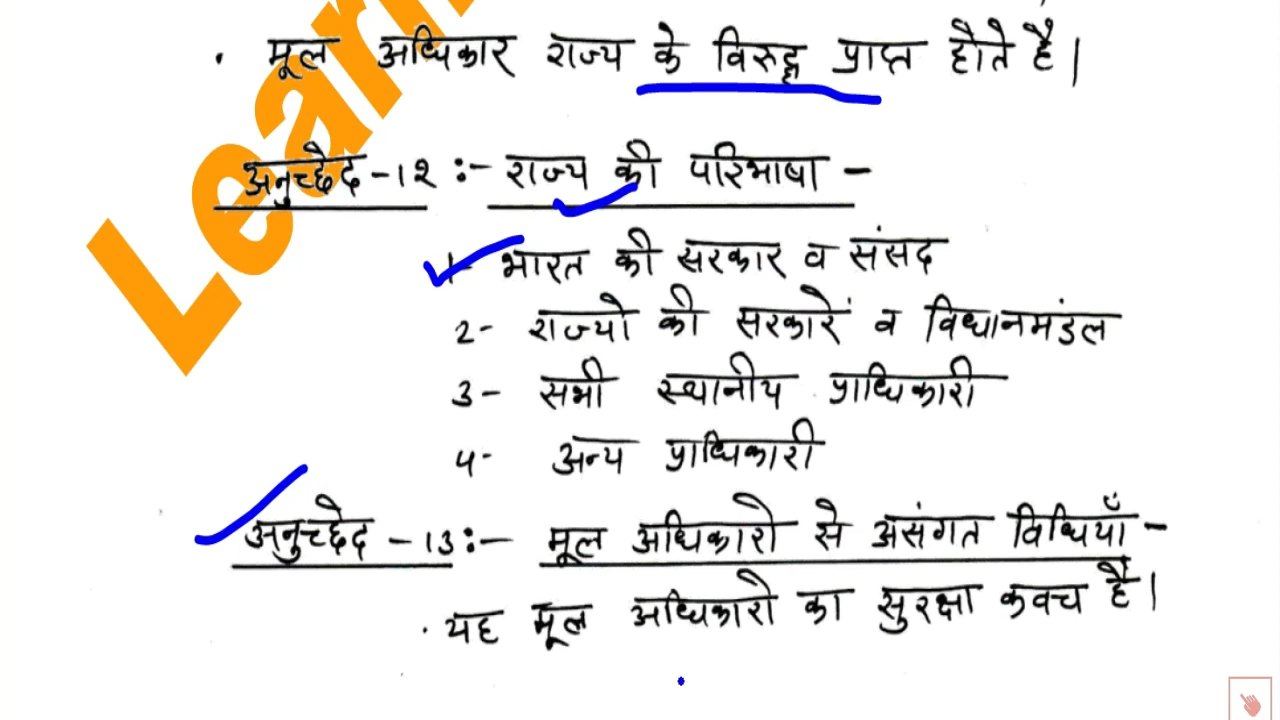 Learn
· मूल अधिकार राज्य के विरुद्ध प्राप्त होते है।
अनुच्छेद -12 :- राज्य की परिभाषा -
1- भारत की सरकार व संसद
2- राज्यो की सरकारें व विधानमंडल
3- सभी स्थानीय प्राधिकारी
4- अन्य प्राधिकारी
अनुच्छेद -13:- मूल अधिकारो से असंगत विधियाँ -
· यह मूल अधिकारो का सुरक्षा कवच है।